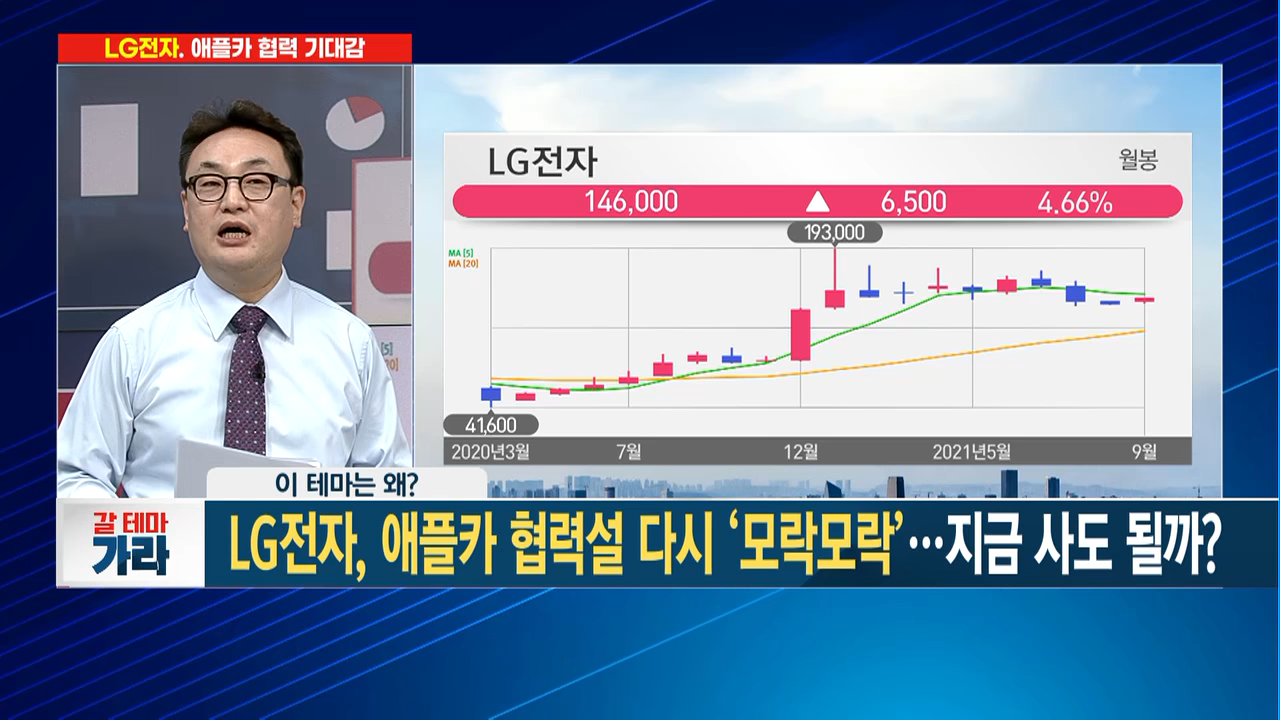 LG전자. 애플카 협력 기대감
LG전자
월봉
146,000 ▲ 6,500 4.66%
193,000
MA [5]
MA [20]
41,600
2020년3월 7월 12월 2021년5월 9월
[5]
20]
이 테마는 왜?
갈 테마
가라
LG전자, 애플카 협력설 다시 ‘모락모락’…지금 사도 될까?